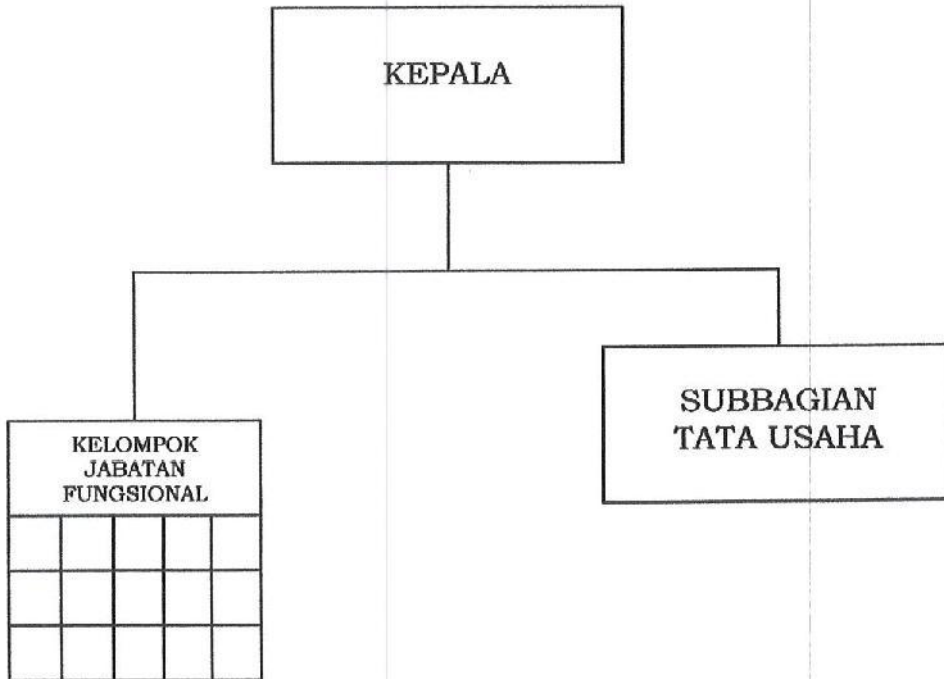 KEPALA
SUBBAGIAN
TATA USAHA
KELOMPOK
JABATAN
FUNGSIONAL